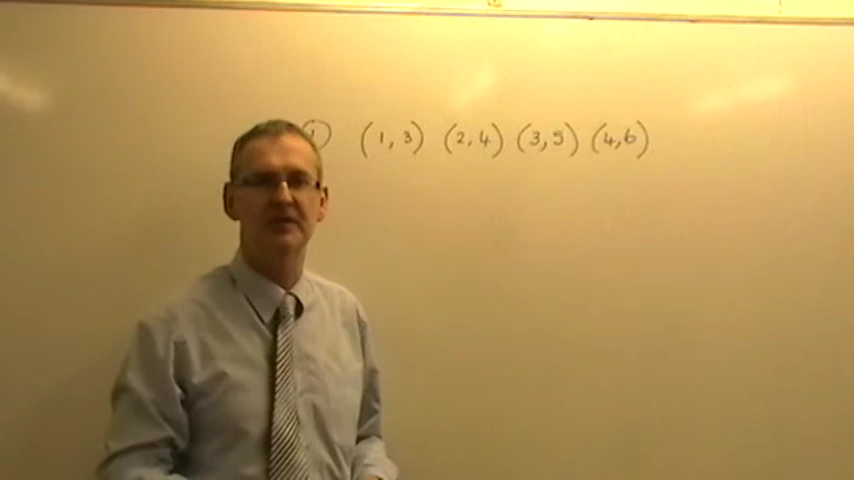 ① (1,3) (2,4) (3,5) (4,6)